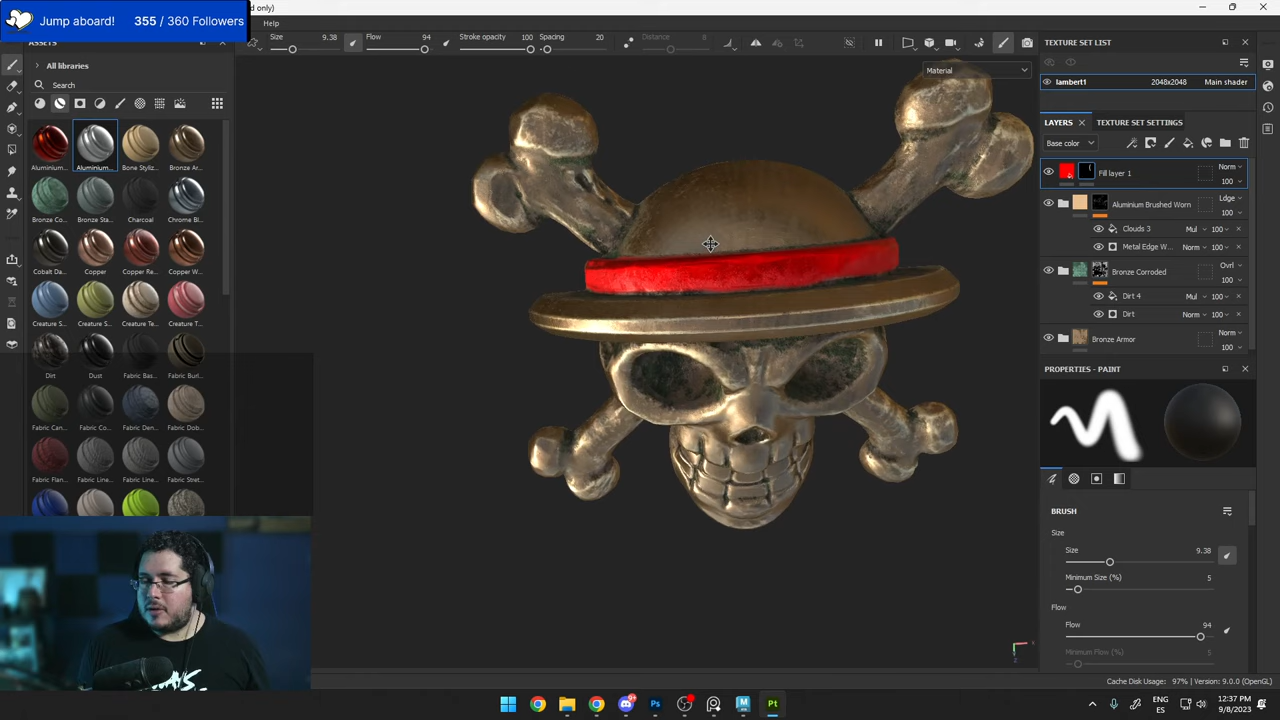 d only)
Jump aboard! 355 / 360 Followers
Help
ASSETS
Size 9.38 Flow 94 Stroke opacity 100 Spacing 20 Distance 8
All libraries
Search
Material
Aluminium... Aluminium... Bone Styliz... Bronze Ar...
Bronze Co... Bronze Sta... Charcoal Chrome Bl...
Cobalt Da... Copper Copper Re... Copper W...
Creature S... Creature S... Creature Te... Creature T...
Dirt Dust Fabric Bas... Fabric Burl...
Fabric Can... Fabric Co... Fabric Den... Fabric Dob...
Fabric Flan... Fabric Line... Fabric Line... Fabric Stret...
TEXTURE SET LIST
lambert1 2048x2048 Main shader
LAYERS TEXTURE SET SETTINGS
Base color
Fill layer 1 Norm 100
Aluminium Brushed Worn Ldge 100
Clouds 3 Mul 100
Metal Edge W... Norm 100
Bronze Corroded Ovrl 100
Dirt 4 Mul 100
Dirt Norm 100
Bronze Armor Norm 100
PROPERTIES - PAINT
BRUSH
Size
Size 9.38
Minimum Size (%) 5
Flow
Flow 94
Minimum Flow (%) 5
Cache Disk Usage: 97% | Version: 9.0.0 (OpenGL)
ENG
ES
12:37 PM
9/8/2023